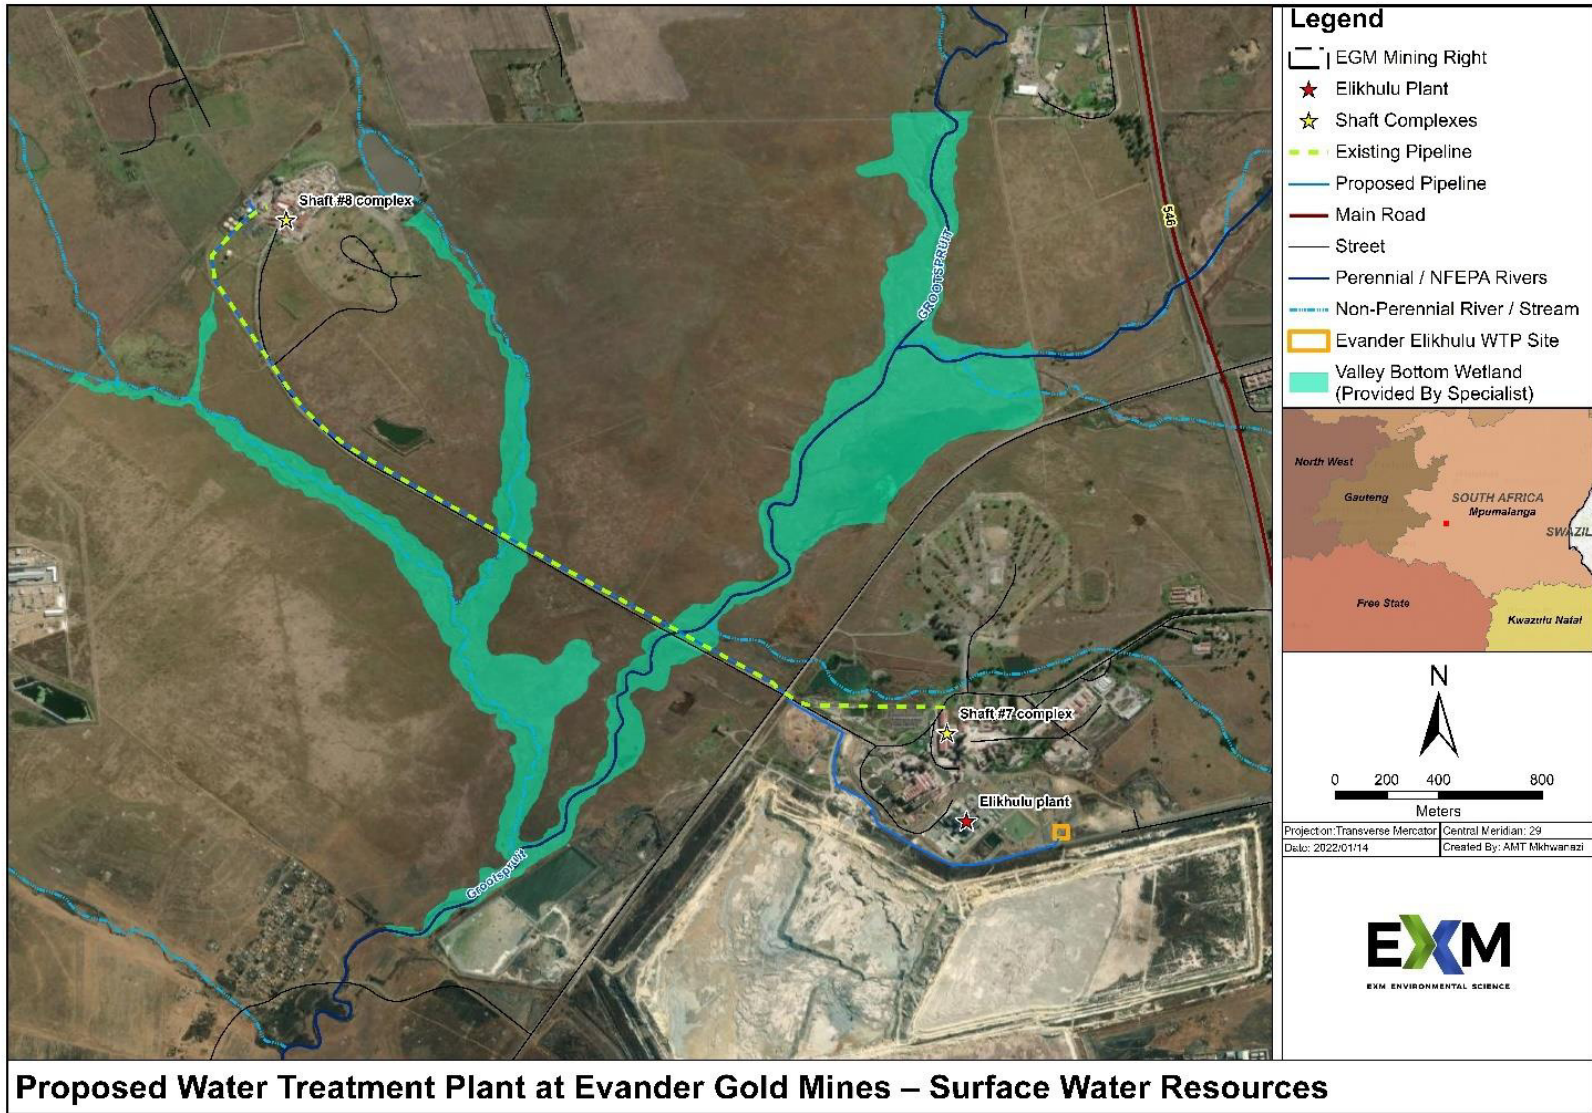 Legend
EGM Mining Right
Elikhulu Plant
Shaft Complexes
Existing Pipeline
Proposed Pipeline
Main Road
Street
Perennial / NFEPA Rivers
Non-Perennial River / Stream
Evander Elikhulu WTP Site
Valley Bottom Wetland
(Provided By Specialist)
Shaft #8 complex
546
GROOTSPRUIT
Shaft #7 complex
Elikhulu plant
Grootspruit
North West
Gauteng
SOUTH AFRICA
Mpumalanga
SWAZIL
Free State
Kwazulu Natal
N
0 200 400 800
Meters
Projection:Transverse Mercator Central Meridian: 29
Date: 2022/01/14 Created By: AMT Mkhwanazi
EXM
EXM ENVIRONMENTAL SCIENCE
Proposed Water Treatment Plant at Evander Gold Mines – Surface Water Resources